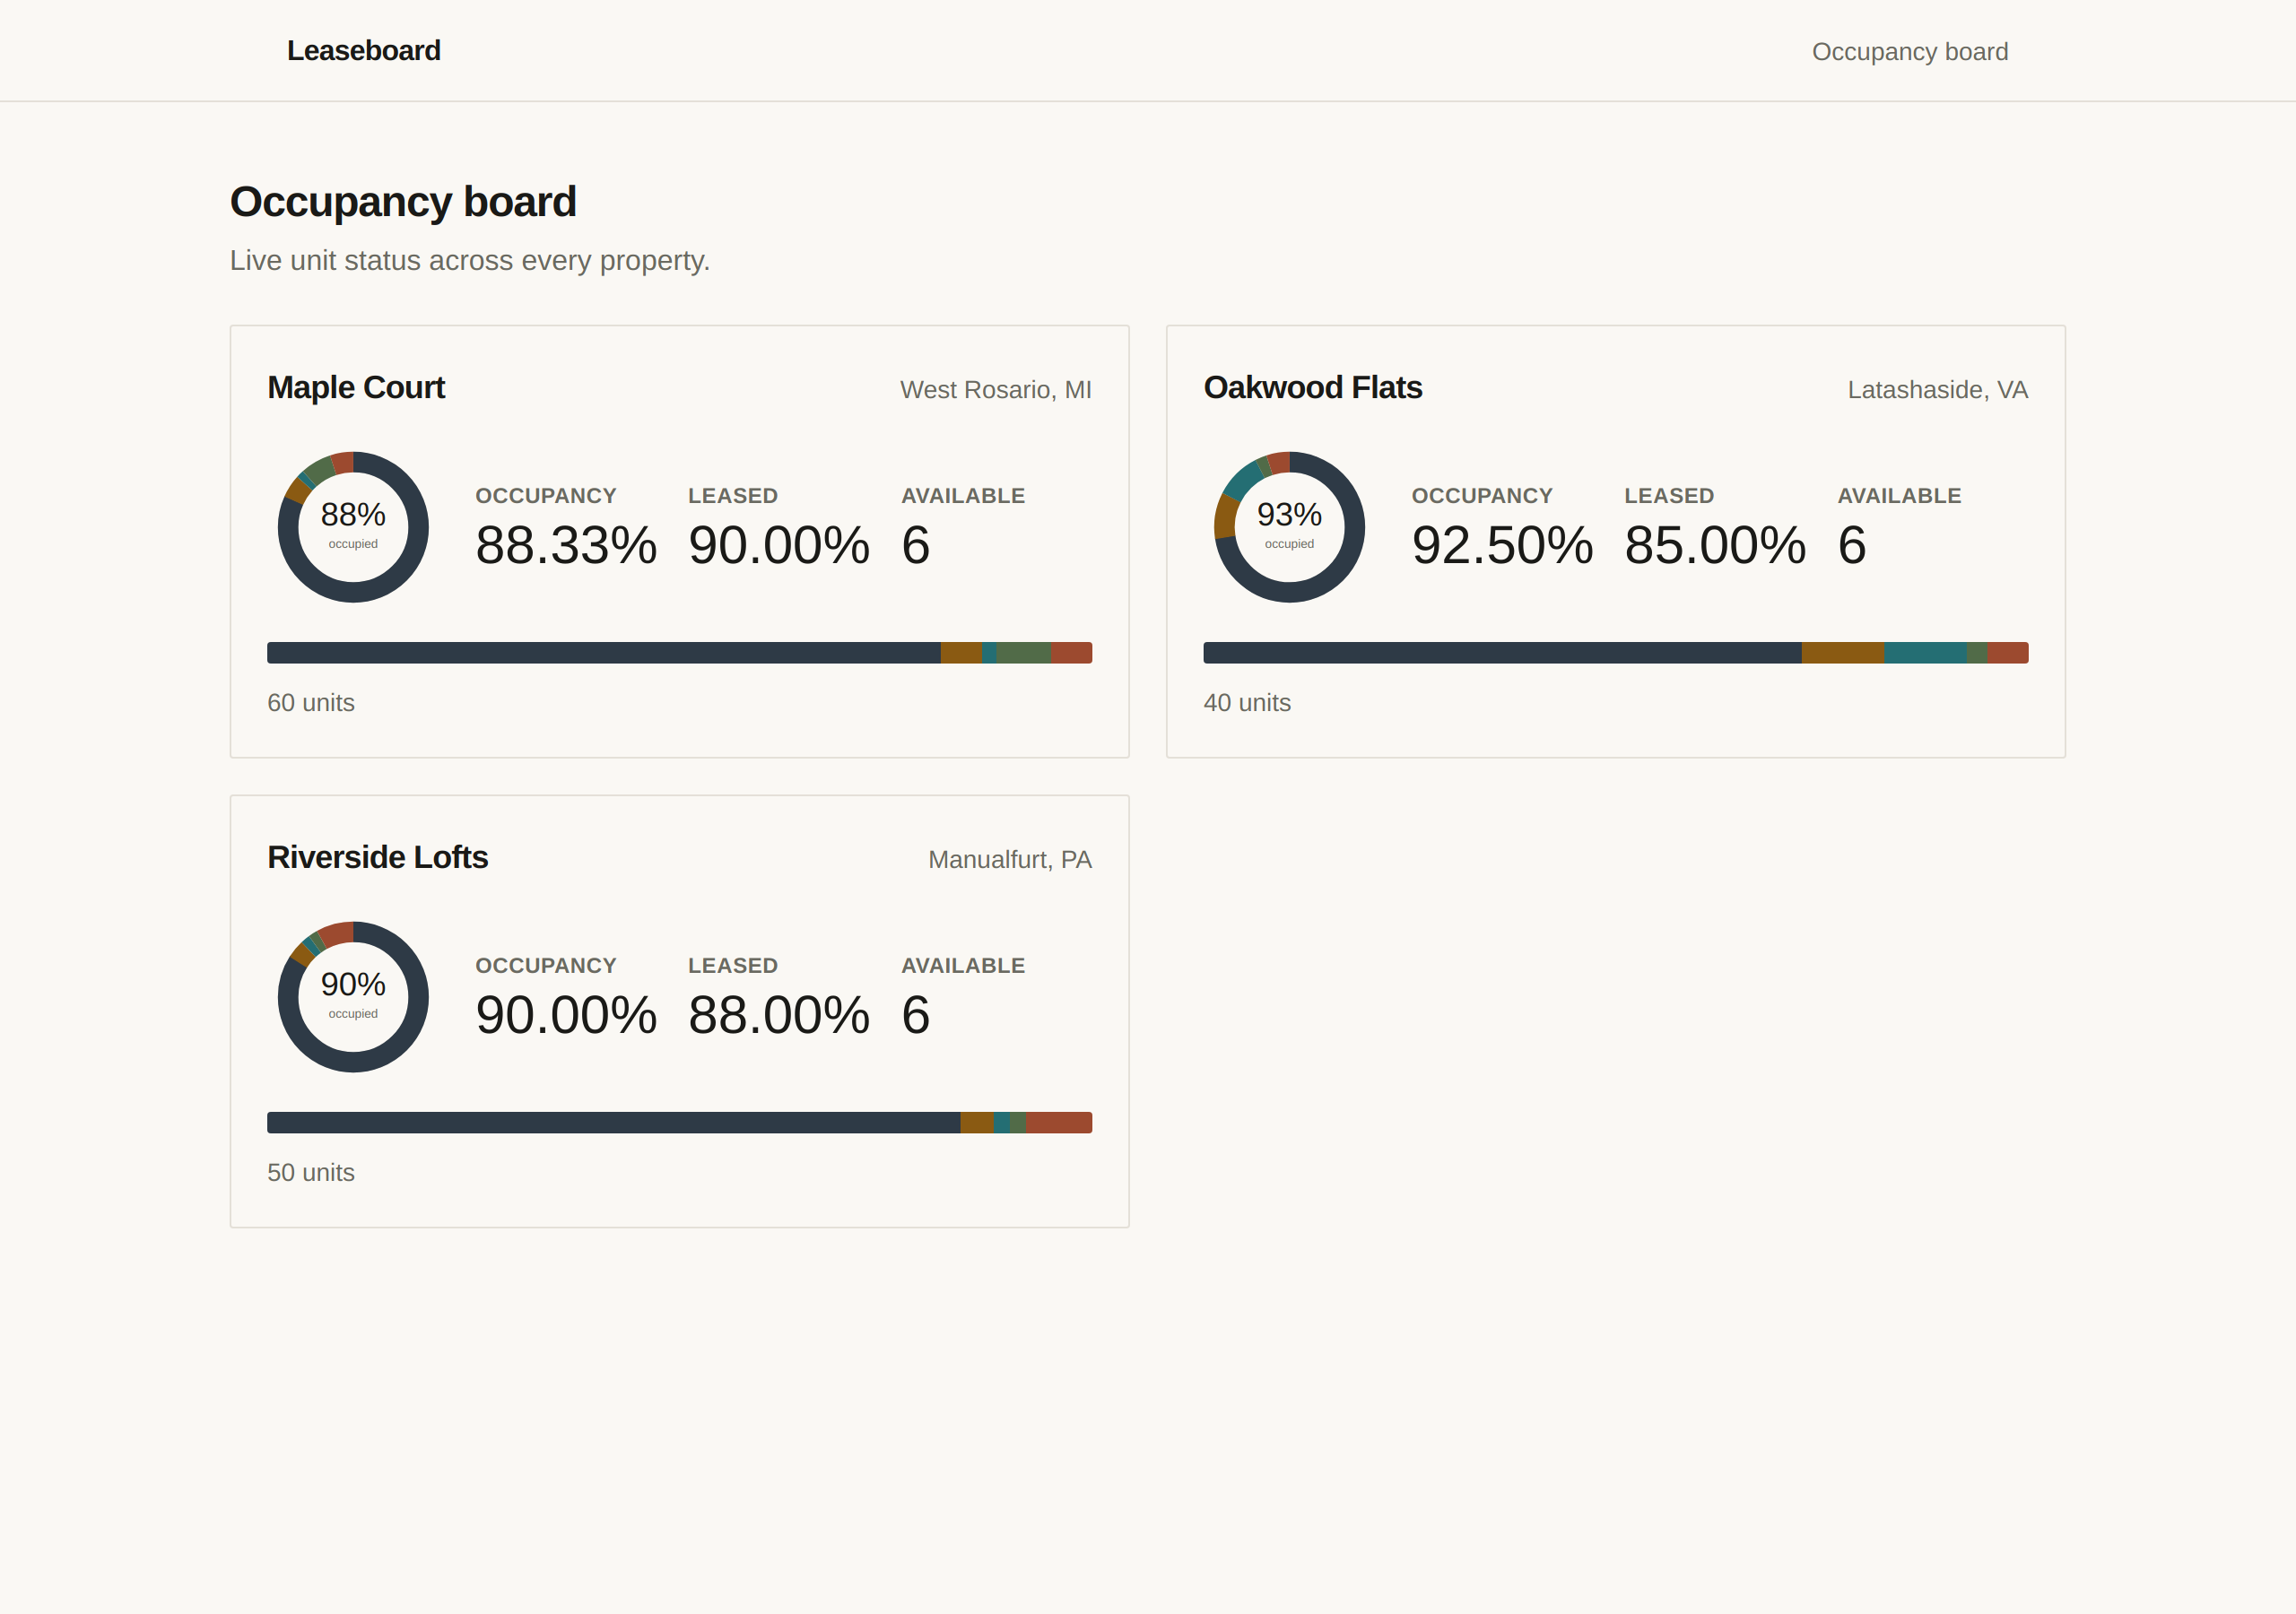 Leaseboard
Occupancy board
Occupancy board
Live unit status across every property.
Maple Court
West Rosario, MI
88%
occupied
OCCUPANCY
88.33%
LEASED
90.00%
AVAILABLE
6
60 units
Oakwood Flats
Latashaside, VA
93%
occupied
OCCUPANCY
92.50%
LEASED
85.00%
AVAILABLE
6
40 units
Riverside Lofts
Manualfurt, PA
90%
occupied
OCCUPANCY
90.00%
LEASED
88.00%
AVAILABLE
6
50 units